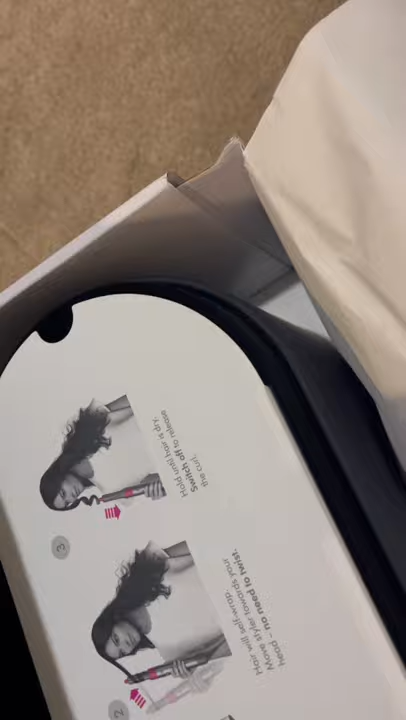 2
Hair will self-wrap.
Move styler towards your
head – no need to twist.
3
Hold until hair is dry.
Switch off to release
the curl.